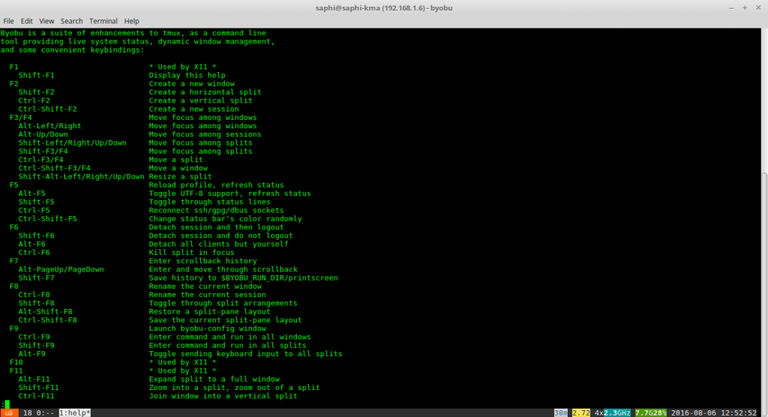 saphi@saphi-kma (192.168.1.6) - byobu
File Edit View Search Terminal Help
Byobu is a suite of enhancements to tmux, as a command line
tool providing live system status, dynamic window management,
and some convenient keybindings:
F1 * Used by X11 *
Shift-F1 Display this help
F2 Create a new window
Shift-F2 Create a horizontal split
Ctrl-F2 Create a vertical split
Ctrl-Shift-F2 Create a new session
F3/F4 Move focus among windows
Alt-Left/Right Move focus among windows
Alt-Up/Down Move focus among sessions
Shift-Left/Right/Up/Down Move focus among splits
Shift-F3/F4 Move focus among splits
Ctrl-F3/F4 Move a split
Ctrl-Shift-F3/F4 Move a window
Shift-Alt-Left/Right/Up/Down Resize a split
F5 Reload profile, refresh status
Alt-F5 Toggle UTF-8 support, refresh status
Shift-F5 Toggle through status lines
Ctrl-F5 Reconnect ssh/gpg/dbus sockets
Ctrl-Shift-F5 Change status bar's color randomly
F6 Detach session and then logout
Shift-F6 Detach session and do not logout
Alt-F6 Detach all clients but yourself
Ctrl-F6 Kill split in focus
F7 Enter scrollback history
Alt-PageUp/PageDown Enter and move through scrollback
Shift-F7 Save history to $BYOBU_RUN_DIR/printscreen
F8 Rename the current window
Ctrl-F8 Rename the current session
Shift-F8 Toggle through split arrangements
Alt-Shift-F8 Restore a split-pane layout
Ctrl-Shift-F8 Save the current split-pane layout
F9 Launch byobu-config window
Ctrl-F9 Enter command and run in all windows
Shift-F9 Enter command and run in all splits
Alt-F9 Toggle sending keyboard input to all splits
F10 * Used by X11 *
F11 * Used by X11 *
Alt-F11 Expand split to a full window
Shift-F11 Zoom into a split, zoom out of a split
Ctrl-F11 Join window into a vertical split
:
18 0:-- 1:help* 38m 2.72 4x2.3GHz 7.7G28% 2016-08-06 12:52:52